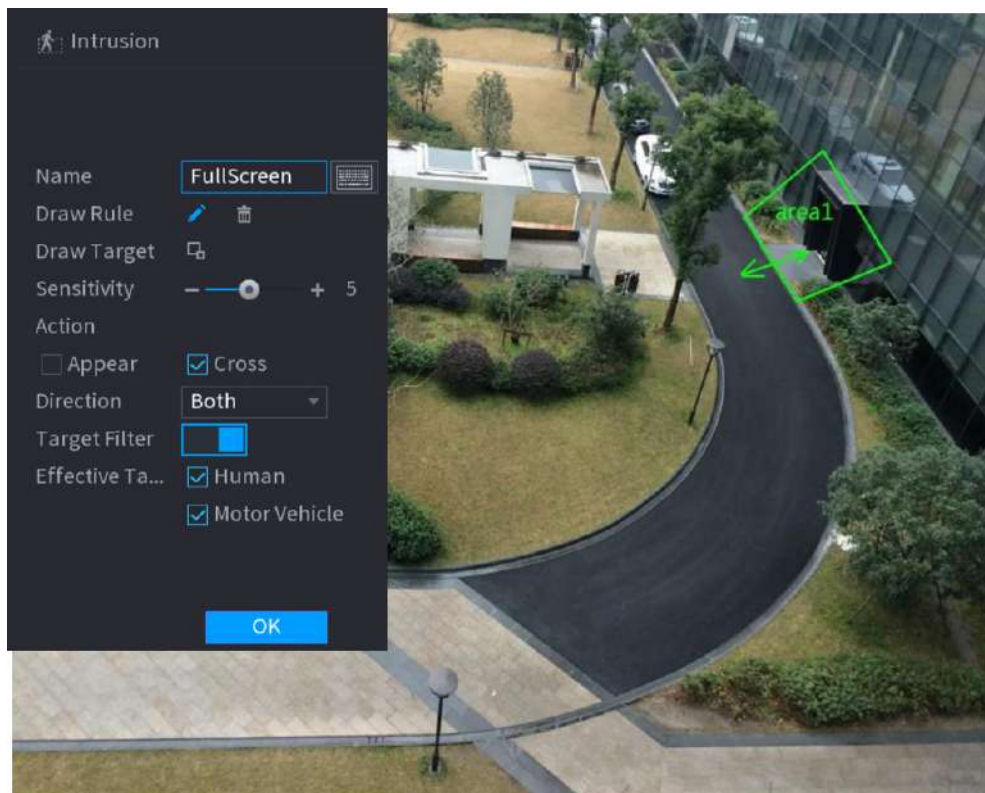 Intrusion
Name FullScreen
Draw Rule
Draw Target
Sensitivity - + 5
Action
Appear Cross
Direction Both
Target Filter
Effective Ta... Human
Motor Vehicle
OK
area1